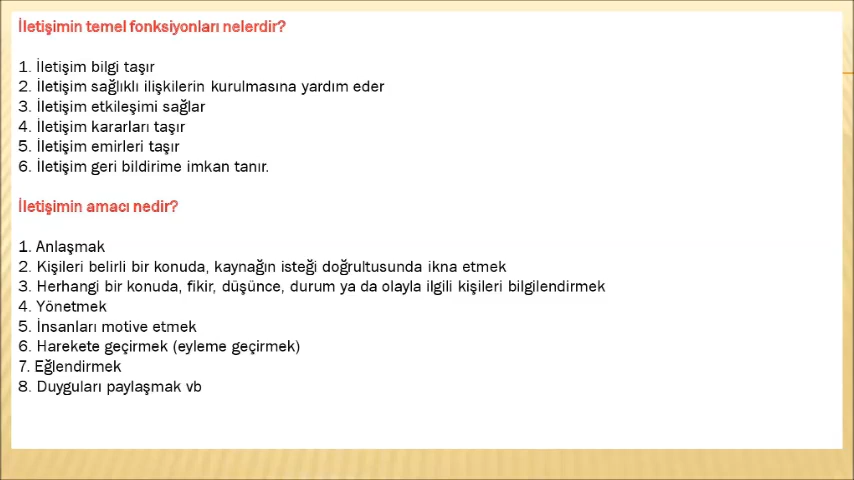 İletişimin temel fonksiyonları nelerdir?
1. İletişim bilgi taşır
2. İletişim sağlıklı ilişkilerin kurulmasına yardım eder
3. İletişim etkileşimi sağlar
4. İletişim kararları taşır
5. İletişim emirleri taşır
6. İletişim geri bildirime imkan tanır.
İletişimin amacı nedir?
1. Anlaşmak
2. Kişileri belirli bir konuda, kaynağın isteği doğrultusunda ikna etmek
3. Herhangi bir konuda, fikir, düşünce, durum ya da olayla ilgili kişileri bilgilendirmek
4. Yönetmek
5. İnsanları motive etmek
6. Harekete geçirmek (eyleme geçirmek)
7. Eğlendirmek
8. Duyguları paylaşmak vb